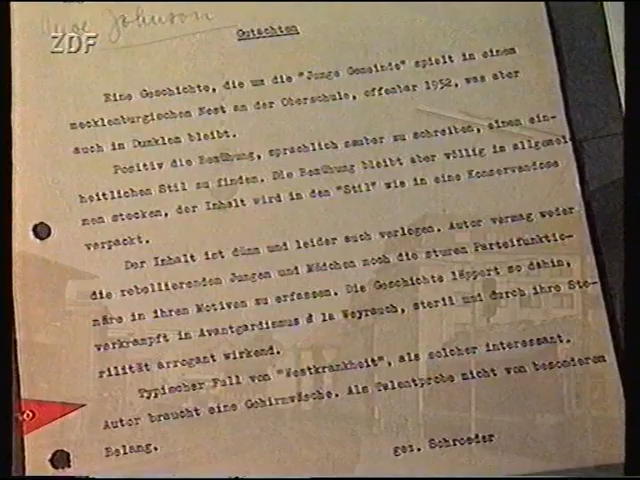 Uwe Johnson
ZDF
Gutachten
Eine Geschichte, die um die "Junge Gemeinde" spielt in einem
mecklenburgischen Nest an der Oberschule, offenbar 1952, was aber
auch im Dunklen bleibt.
Positiv die Bemühung, sprachlich sauber zu schreiben, einen ein-
heitlichen Stil zu finden. Die Bemühung bleibt aber völlig im allgemei-
nen stecken, der Inhalt wird in den "Stil" wie in eine Konservendose
verpackt.
Der Inhalt ist dünn und leider auch verlogen. Autor vermag weder
die rebellierenden Jungen und Mädchen noch die sturen Parteifunktio-
näre in ihren Motiven zu erfassen. Die Geschichte läppert so dahin,
verkrampft in Avantgardismus á la Weyrauch, steril und durch ihre Ste-
rilität arrogant wirkend.
Typischer Fall von "Westkrankheit", als solcher interessant.
Autor braucht eine Gehirnwäsche. Als Talentprobe nicht von besonderem
Belang.
gez. Schroeder